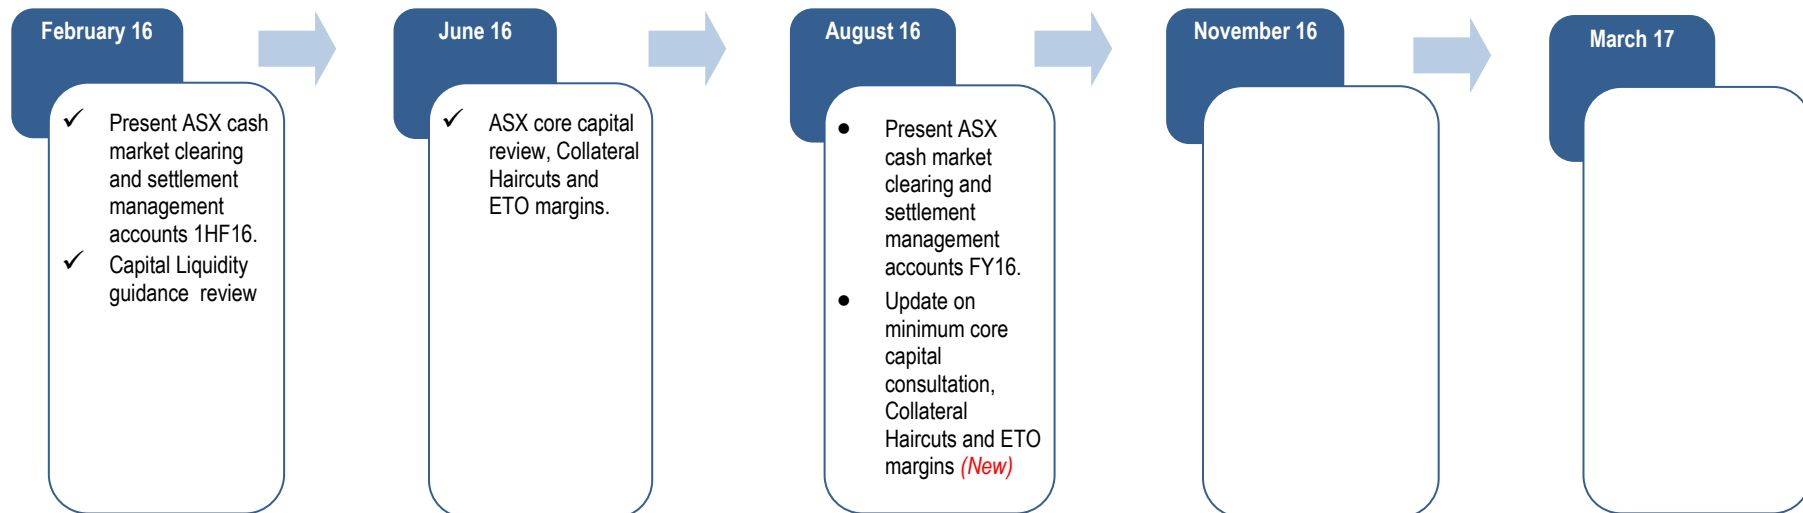 February 16
✓ Present ASX cash
market clearing
and settlement
management
accounts 1HF16.
✓ Capital Liquidity
guidance review
June 16
✓ ASX core capital
review, Collateral
Haircuts and
ETO margins.
August 16
● Present ASX
cash market
clearing and
settlement
management
accounts FY16.
● Update on
minimum core
capital
consultation,
Collateral
Haircuts and ETO
margins (New)
November 16
March 17